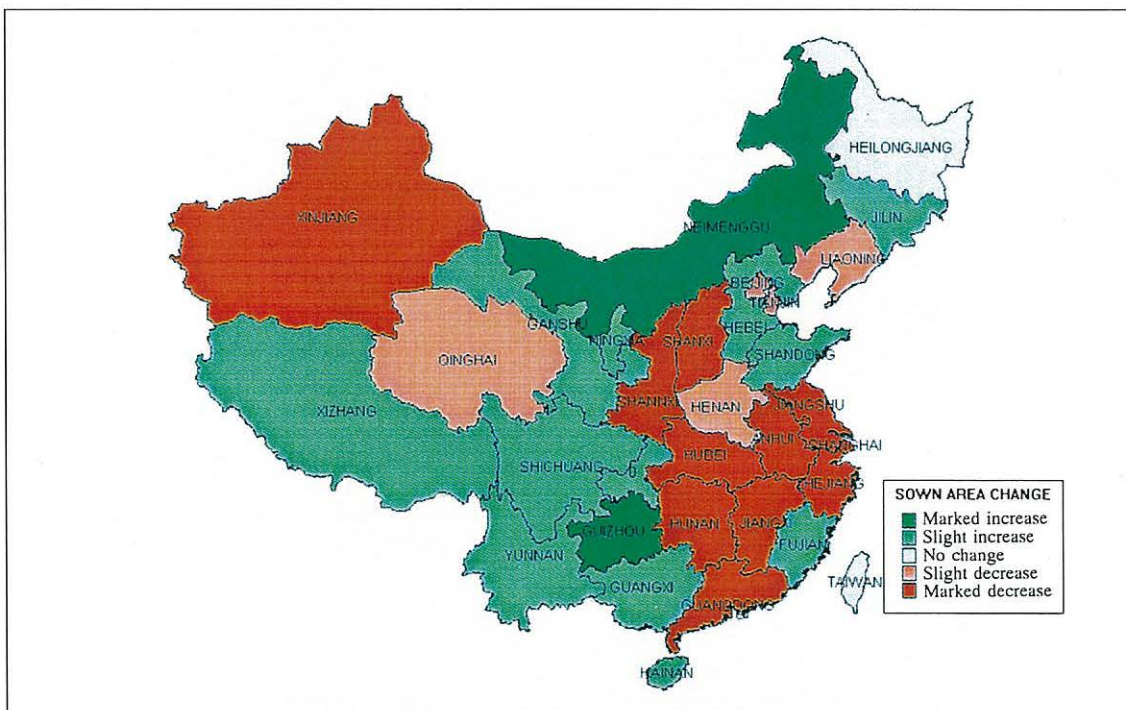 HEILONGJIANG
JILIN
NEIMENGGU
LIAONING
XINJIANG
BEIJING
TIANJIN
HEBEI
GANSHU
NINGXIA
SHANXI
SHANDONG
QINGHAI
SHANNXI
HENAN
JIANGSHU
XIZHANG
ANHUI
SHANGHAI
HUBEI
SHICHUANG
ZHEJIANG
HUNAN
JIANGXI
GUIZHOU
FUJIAN
YUNNAN
TAIWAN
GUANGXI
GUANGDONG
HAINAN
SOWN AREA CHANGE
Marked increase
Slight increase
No change
Slight decrease
Marked decrease